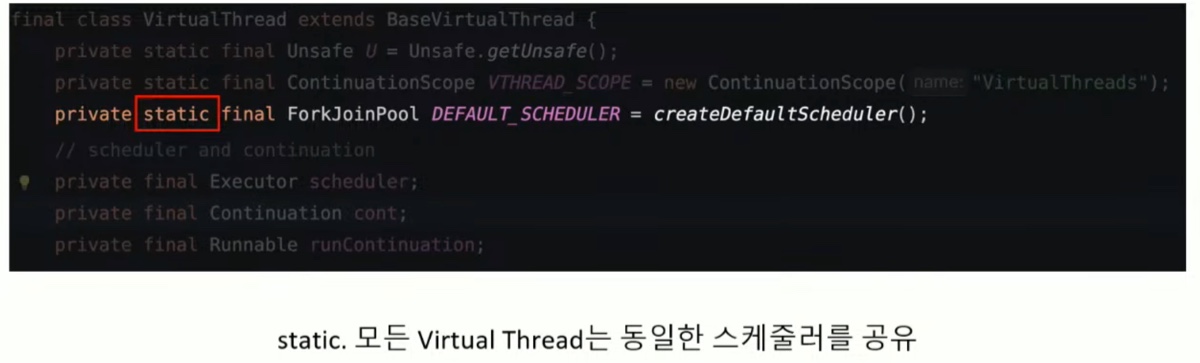 final class VirtualThread extends BaseVirtualThread {
private static final Unsafe U = Unsafe.getUnsafe();
private static final ContinuationScope VTHREAD_SCOPE = new ContinuationScope( name: "VirtualThreads");
private static final ForkJoinPool DEFAULT_SCHEDULER = createDefaultScheduler();
// scheduler and continuation
private final Executor scheduler;
private final Continuation cont;
private final Runnable runContinuation;
static. 모든 Virtual Thread는 동일한 스케줄러를 공유